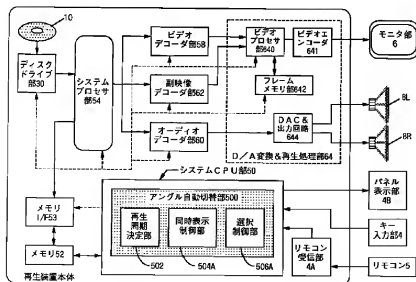 10
ディスク
ドライブ部
部30
システム
プロセサ
部54
ビデオ
デコーダ部58
副映像
デコーダ部62
オーディオ
デコーダ部60
ビデオ
プロセサ
部640
ビデオエ
ンコーダ
641
フレーム
メモリ部642
DAC&
出力回路
644
D/A変換&再生処理部64
モニタ部
6
8L
8R
システムCPU部50
アングル自動切替部500
再生
周期
決定部
同時表示
制御部
選択
制御部
502
504A
506A
メモリ
I/F53
メモリ52
再生装置本体
パネル
表示部
4B
キー
入力部4
リモコン
受信部
4A
リモコン5